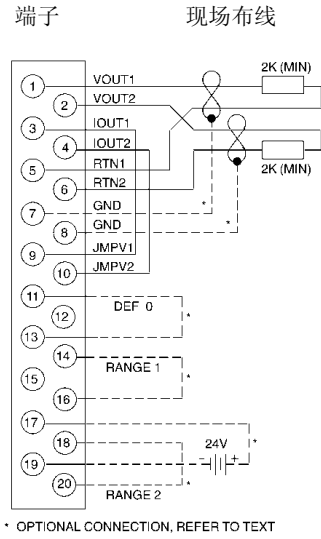 端子 现场布线
2K (MIN)
1 VOUT1
2 VOUT2
3 IOUT1
4 IOUT2
2K (MIN)
5 RTN1
6 RTN2
7 GND *
8 GND *
9 JMPV1
10 JMPV2
11
DEF 0
12 *
13
14
RANGE 1
15 *
16
17
18 24V *
19 - +
20 *
RANGE 2
* OPTIONAL CONNECTION, REFER TO TEXT